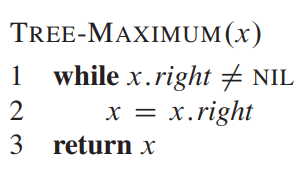 TREE-MAXIMUM(x)
1 while x.right ≠ NIL
2 x = x.right
3 return x